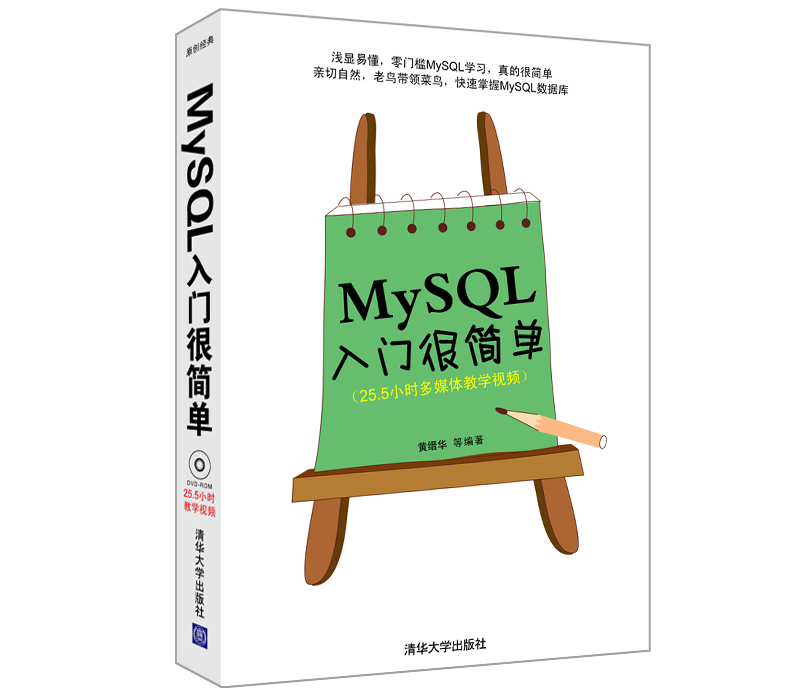 原创经典
MySQL入门很简单
DVD-ROM
25.5小时
教学视频
清华大学出版社
浅显易懂，零门槛MySQL学习，真的很简单
亲切自然，老鸟带领菜鸟，快速掌握MySQL数据库
MySQL
入门很简单
（25.5小时多媒体教学视频）
黄缙华 等编著
清华大学出版社